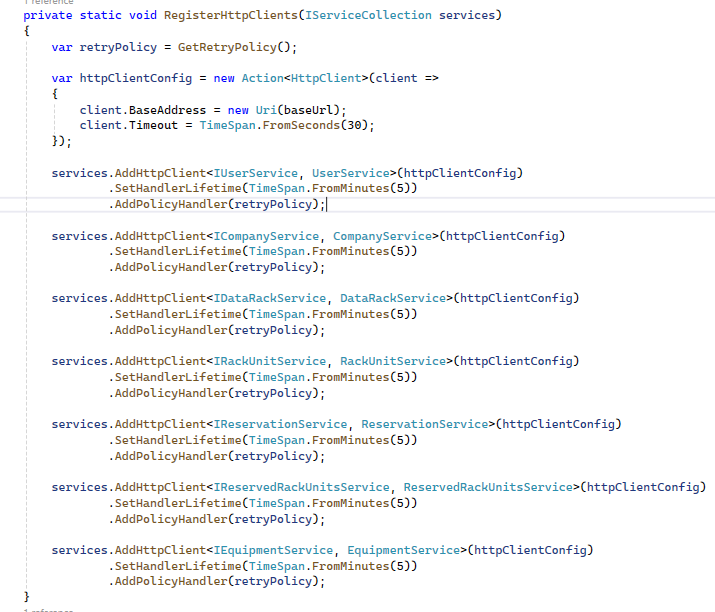 1 reference
private static void RegisterHttpClients(IServiceCollection services)
{
    var retryPolicy = GetRetryPolicy();

    var httpClientConfig = new Action<HttpClient>(client =>
    {
        client.BaseAddress = new Uri(baseUrl);
        client.Timeout = TimeSpan.FromSeconds(30);
    });

    services.AddHttpClient<IUserService, UserService>(httpClientConfig)
            .SetHandlerLifetime(TimeSpan.FromMinutes(5))
            .AddPolicyHandler(retryPolicy);

    services.AddHttpClient<ICompanyService, CompanyService>(httpClientConfig)
            .SetHandlerLifetime(TimeSpan.FromMinutes(5))
            .AddPolicyHandler(retryPolicy);

    services.AddHttpClient<IDataRackService, DataRackService>(httpClientConfig)
            .SetHandlerLifetime(TimeSpan.FromMinutes(5))
            .AddPolicyHandler(retryPolicy);

    services.AddHttpClient<IRackUnitService, RackUnitService>(httpClientConfig)
            .SetHandlerLifetime(TimeSpan.FromMinutes(5))
            .AddPolicyHandler(retryPolicy);

    services.AddHttpClient<IReservationService, ReservationService>(httpClientConfig)
            .SetHandlerLifetime(TimeSpan.FromMinutes(5))
            .AddPolicyHandler(retryPolicy);

    services.AddHttpClient<IReservedRackUnitsService, ReservedRackUnitsService>(httpClientConfig)
            .SetHandlerLifetime(TimeSpan.FromMinutes(5))
            .AddPolicyHandler(retryPolicy);

    services.AddHttpClient<IEquipmentService, EquipmentService>(httpClientConfig)
            .SetHandlerLifetime(TimeSpan.FromMinutes(5))
            .AddPolicyHandler(retryPolicy);
}
1 reference